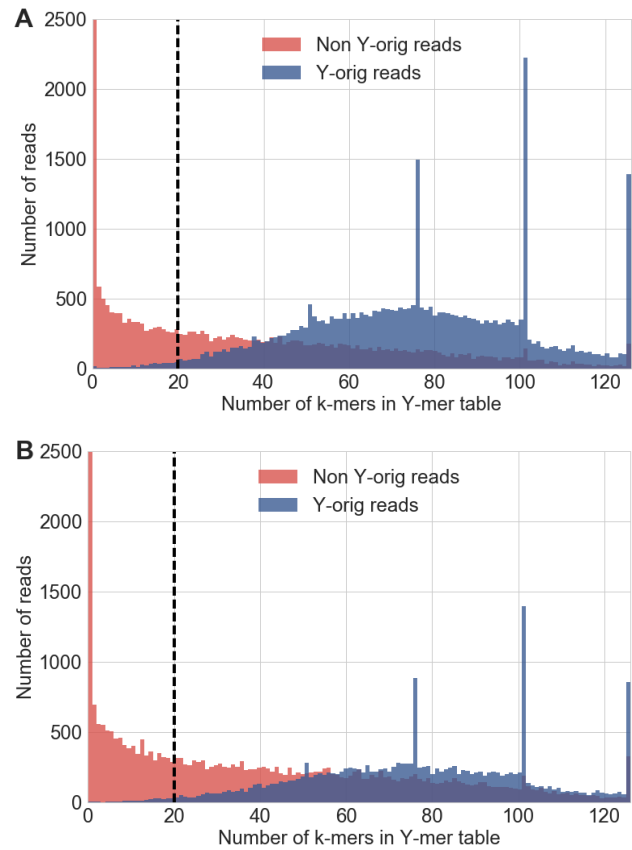 A
2500
Non Y-orig reads
Y-orig reads
2000
1500
1000
500
0
Number of reads
0 20 40 60 80 100 120
Number of k-mers in Y-mer table
B
2500
Non Y-orig reads
Y-orig reads
2000
1500
1000
500
0
Number of reads
0 20 40 60 80 100 120
Number of k-mers in Y-mer table